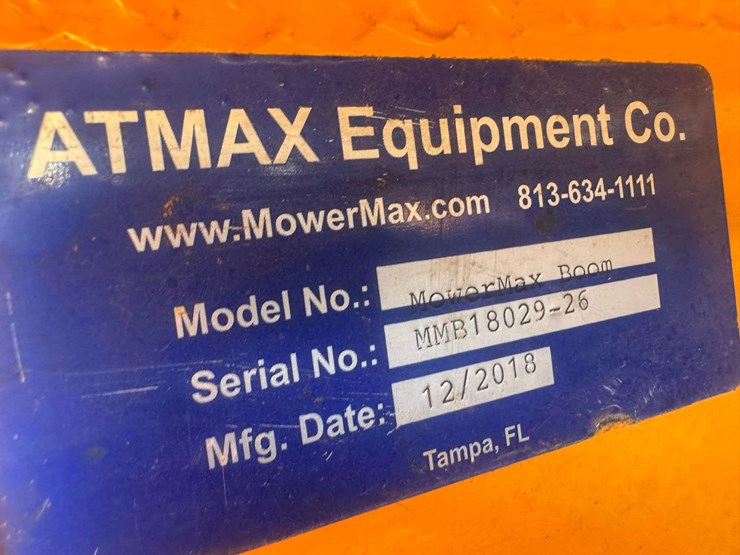 ATMAX Equipment Co.
www.MowerMax.com 813-634-1111
Model No.: MowerMax Boom
Serial No.: MMB18029-26
Mfg. Date: 12/2018
Tampa, FL